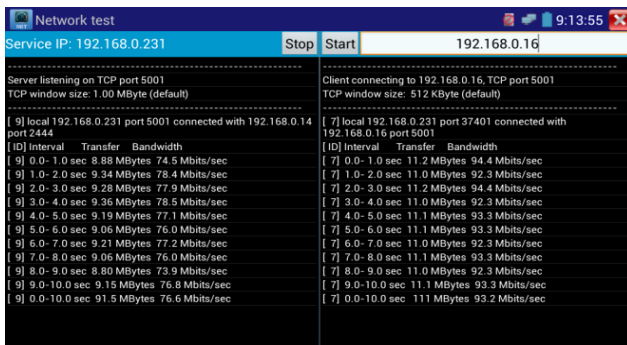 Network test
9:13:55
Service IP: 192.168.0.231
Stop
Start
192.168.0.16
------------------------------------------------------------
Server listening on TCP port 5001
TCP window size: 1.00 MByte (default)
------------------------------------------------------------
[ 9] local 192.168.0.231 port 5001 connected with 192.168.0.14
port 2444
[ ID] Interval Transfer Bandwidth
[ 9] 0.0- 1.0 sec 8.88 MBytes 74.5 Mbits/sec
[ 9] 1.0- 2.0 sec 9.34 MBytes 78.4 Mbits/sec
[ 9] 2.0- 3.0 sec 9.28 MBytes 77.9 Mbits/sec
[ 9] 3.0- 4.0 sec 9.36 MBytes 78.5 Mbits/sec
[ 9] 4.0- 5.0 sec 9.19 MBytes 77.1 Mbits/sec
[ 9] 5.0- 6.0 sec 9.06 MBytes 76.0 Mbits/sec
[ 9] 6.0- 7.0 sec 9.21 MBytes 77.2 Mbits/sec
[ 9] 7.0- 8.0 sec 9.06 MBytes 76.0 Mbits/sec
[ 9] 8.0- 9.0 sec 8.80 MBytes 73.9 Mbits/sec
[ 9] 9.0-10.0 sec 9.15 MBytes 76.8 Mbits/sec
[ 9] 0.0-10.0 sec 91.5 MBytes 76.6 Mbits/sec
------------------------------------------------------------
Client connecting to 192.168.0.16, TCP port 5001
TCP window size: 512 KByte (default)
------------------------------------------------------------
[ 7] local 192.168.0.231 port 37401 connected with
192.168.0.16 port 5001
[ ID] Interval Transfer Bandwidth
[ 7] 0.0- 1.0 sec 11.2 MBytes 94.4 Mbits/sec
[ 7] 1.0- 2.0 sec 11.0 MBytes 92.3 Mbits/sec
[ 7] 2.0- 3.0 sec 11.2 MBytes 94.4 Mbits/sec
[ 7] 3.0- 4.0 sec 11.0 MBytes 92.3 Mbits/sec
[ 7] 4.0- 5.0 sec 11.1 MBytes 93.3 Mbits/sec
[ 7] 5.0- 6.0 sec 11.1 MBytes 93.3 Mbits/sec
[ 7] 6.0- 7.0 sec 11.0 MBytes 92.3 Mbits/sec
[ 7] 7.0- 8.0 sec 11.1 MBytes 93.3 Mbits/sec
[ 7] 8.0- 9.0 sec 11.0 MBytes 92.3 Mbits/sec
[ 7] 9.0-10.0 sec 11.1 MBytes 93.3 Mbits/sec
[ 7] 0.0-10.0 sec 111 MBytes 93.2 Mbits/sec